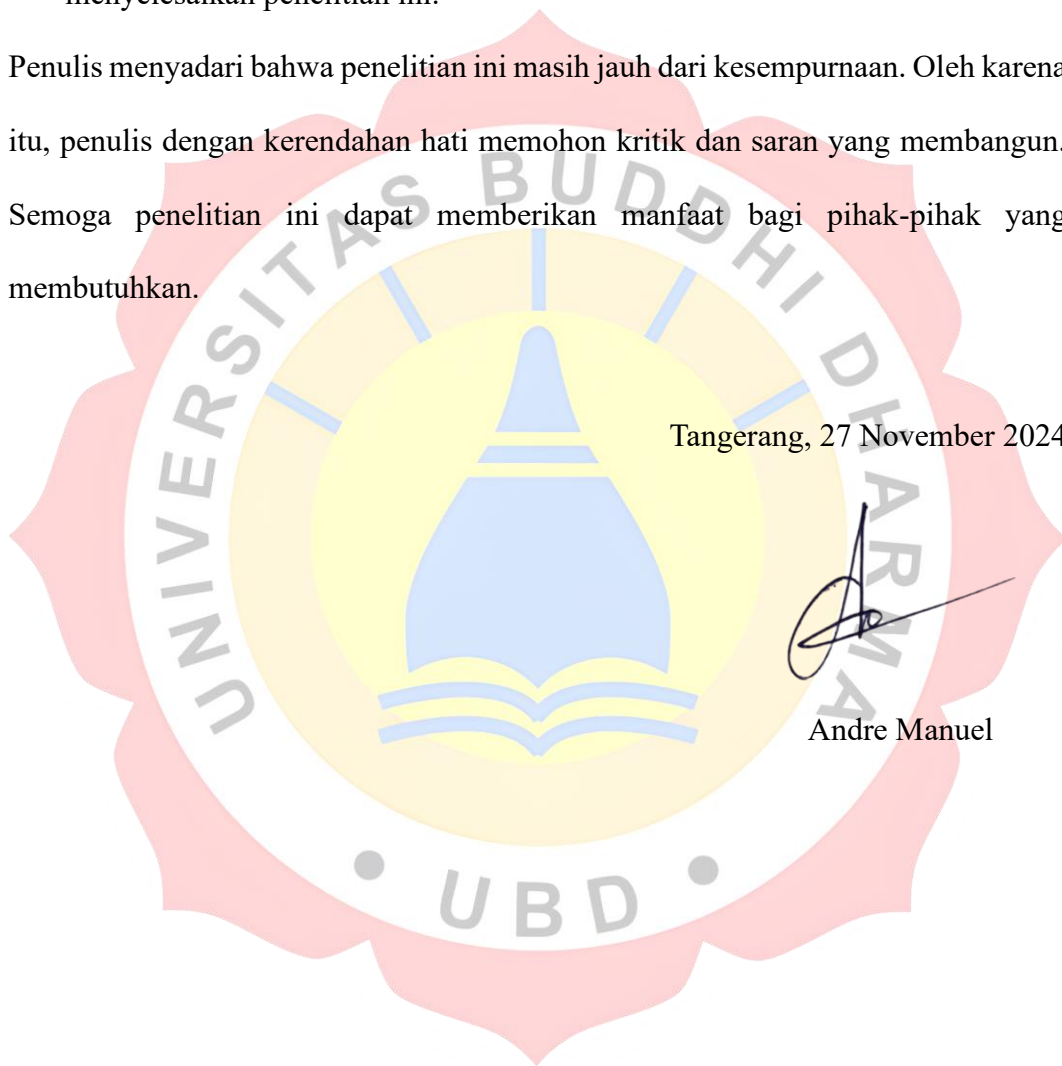 menyelesaikan penelitian ini.
Penulis menyadari bahwa penelitian ini masih jauh dari kesempurnaan. Oleh karena
itu, penulis dengan kerendahan hati memohon kritik dan saran yang membangun.
Semoga penelitian ini dapat memberikan manfaat bagi pihak-pihak yang
membutuhkan.
UNIVERSITAS BUDDHI DHARMA
Tangerang, 27 November 2024
Andre Manuel
• UBD •